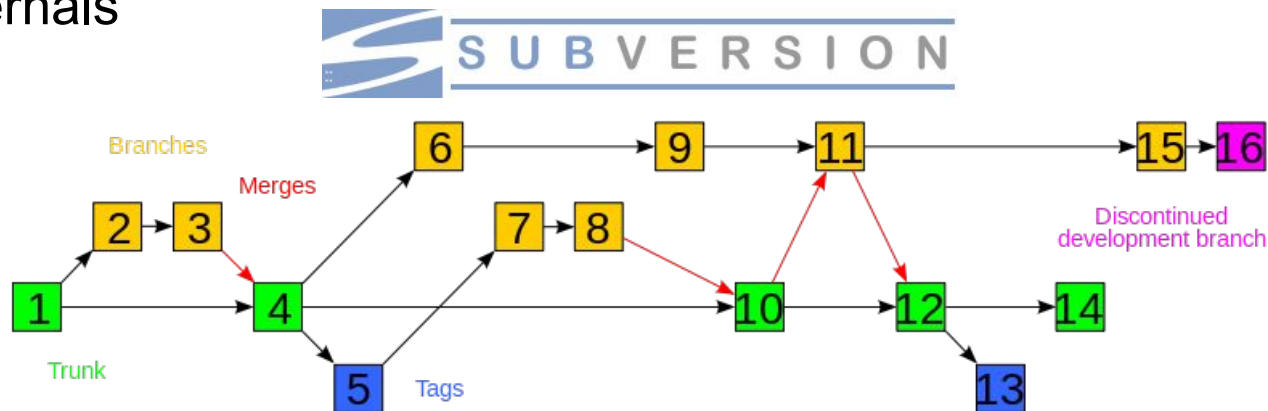 ernals
SUBVERSION
Branches
6
9
11
15
16
Merges
2
3
7
8
Discontinued
development branch
1
4
10
12
14
Trunk
5
Tags
13